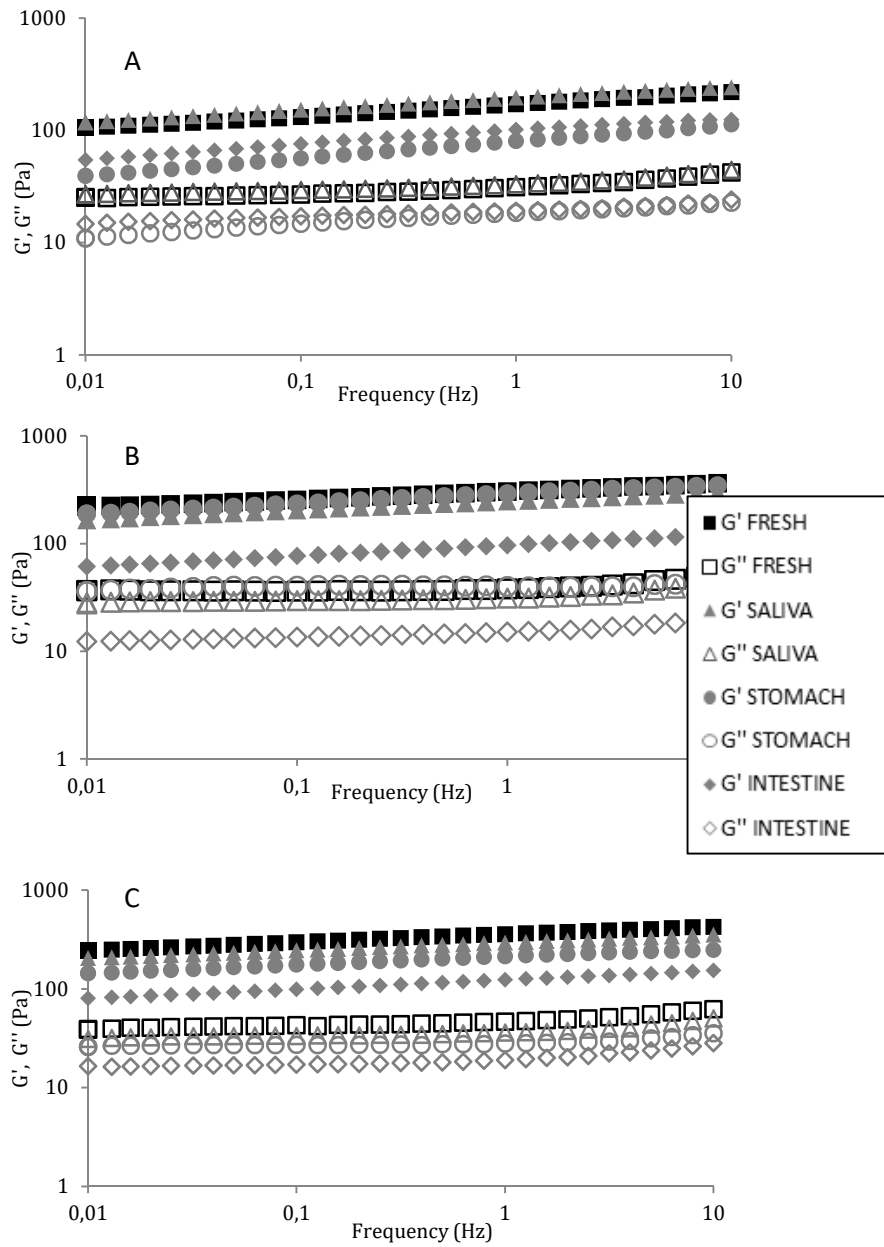 A
1000
100
10
1
G', G'' (Pa)
0,01
0,1
1
10
Frequency (Hz)
B
1000
100
10
1
G', G'' (Pa)
0,01
0,1
1
Frequency (Hz)
G' FRESH
G'' FRESH
G' SALIVA
G'' SALIVA
G' STOMACH
G'' STOMACH
G' INTESTINE
G'' INTESTINE
C
1000
100
10
1
G', G'' (Pa)
0,01
0,1
1
10
Frequency (Hz)